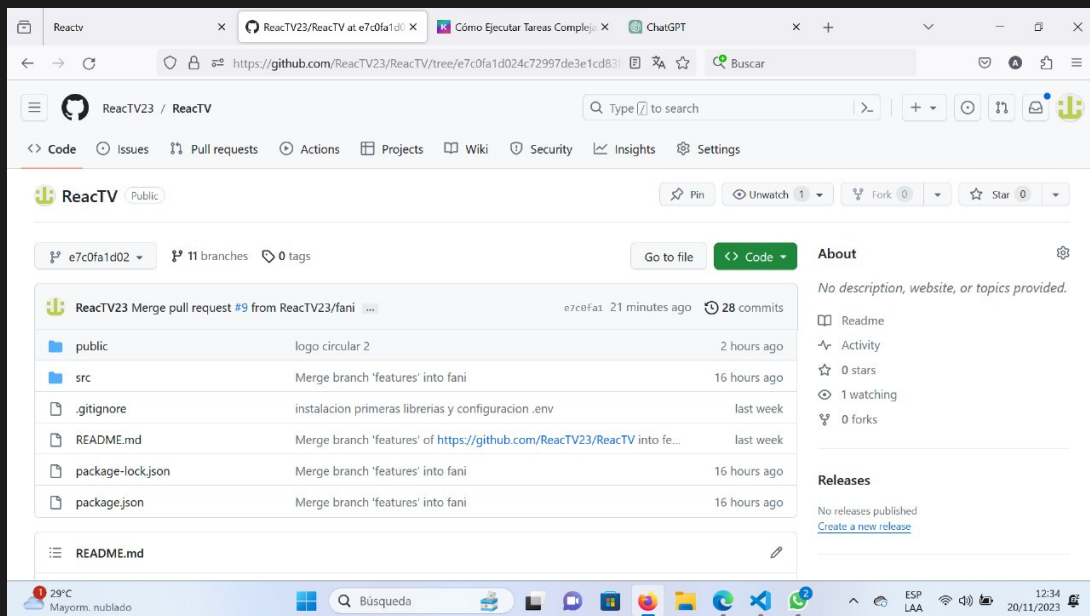 Reactv
ReacTV23/ReacTV at e7c0fa1d0
Cómo Ejecutar Tareas Complejas
ChatGPT
https://github.com/ReacTV23/ReacTV/tree/e7c0fa1d024c72997de3e1cd83
Buscar
ReacTV23 / ReacTV
Type / to search
Code Issues Pull requests Actions Projects Wiki Security Insights Settings
ReacTV Public
Pin Unwatch 1 Fork 0 Star 0
e7c0fa1d02 11 branches 0 tags Go to file Code
ReacTV23 Merge pull request #9 from ReacTV23/fani ... e7c0fa1 21 minutes ago 28 commits
public logo circular 2 2 hours ago
src Merge branch 'features' into fani 16 hours ago
.gitignore instalacion primeras librerias y configuracion .env last week
README.md Merge branch 'features' of https://github.com/ReacTV23/ReacTV into fe... last week
package-lock.json Merge branch 'features' into fani 16 hours ago
package.json Merge branch 'features' into fani 16 hours ago
README.md
About
No description, website, or topics provided.
Readme
Activity
0 stars
1 watching
0 forks
Releases
No releases published
Create a new release
1
29°C
Mayorm. nublado
Búsqueda
2
ESP
LAA
12:34
20/11/2023